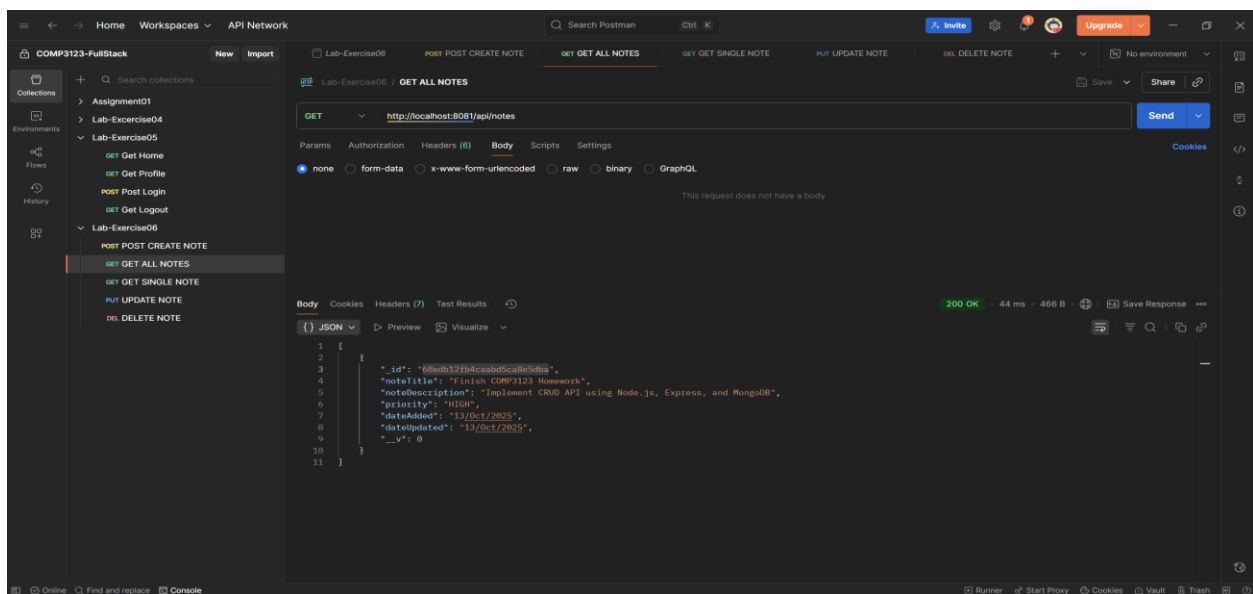 Home Workspaces API Network Search Postman Ctrl K Invite 1 Upgrade
COMP3123-FullStack New Import Lab-Exercise06 POST POST CREATE NOTE GET GET ALL NOTES GET GET SINGLE NOTE PUT UPDATE NOTE DEL DELETE NOTE No environment
Collections Search collections HTTP Lab-Exercise06 / GET ALL NOTES Save Share
Assignment01
Environments Lab-Excercise04 GET http://localhost:8081/api/notes Send
Lab-Exercise05
Flows GET Get Home Params Authorization Headers (6) Body Scripts Settings Cookies
GET Get Profile none form-data x-www-form-urlencoded raw binary GraphQL
History POST Post Login This request does not have a body
GET Get Logout
Lab-Exercise06
POST POST CREATE NOTE
GET GET ALL NOTES
GET GET SINGLE NOTE
PUT UPDATE NOTE
DEL DELETE NOTE
Body Cookies Headers (7) Test Results 200 OK 44 ms 466 B Save Response
{} JSON Preview Visualize
1 [
2 {
3 "_id": "68edb12fb4caabd5ca8e5dba",
4 "noteTitle": "Finish COMP3123 Homework",
5 "noteDescription": "Implement CRUD API using Node.js, Express, and MongoDB",
6 "priority": "HIGH",
7 "dateAdded": "13/Oct/2025",
8 "dateUpdated": "13/Oct/2025",
9 "__v": 0
10 }
11 ]
Online Find and replace Console Runner Start Proxy Cookies Vault Trash